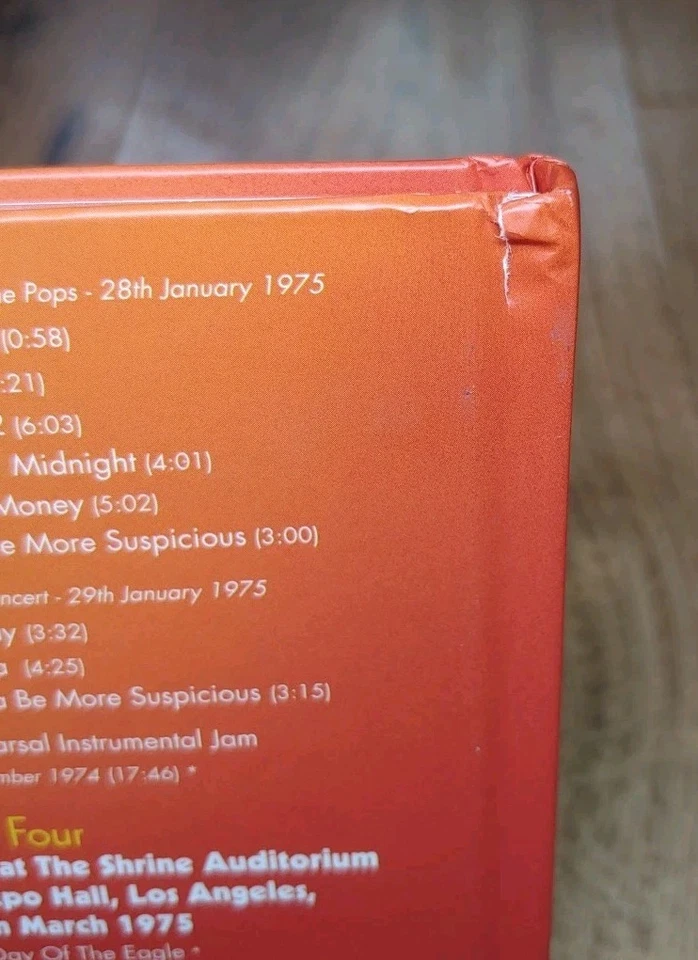 e Pops - 28th January 1975
(0:58)
:21)
2 (6:03)
Midnight (4:01)
Money (5:02)
e More Suspicious (3:00)
ncert - 29th January 1975
y (3:32)
a (4:25)
a Be More Suspicious (3:15)
arsal Instrumental Jam
mber 1974 (17:46) *
Four
at The Shrine Auditorium
po Hall, Los Angeles,
March 1975
Day Of The Eagle *